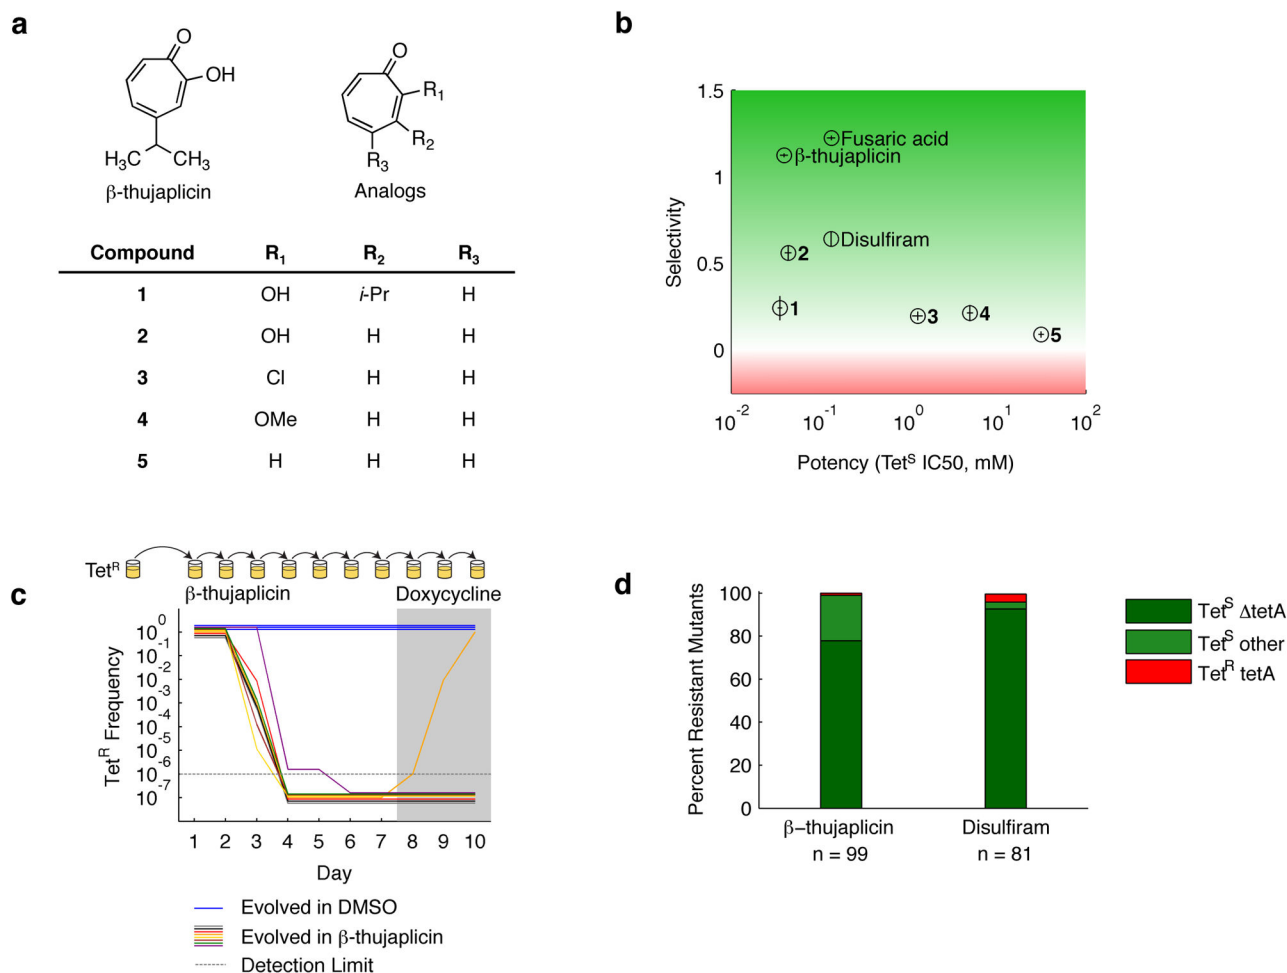 a
O
OH
H₃C
CH₃
β-thujaplicin
O
R₁
R₂
R₃
Analogs
Compound R₁ R₂ R₃
1 OH i-Pr H
2 OH H H
3 Cl H H
4 OMe H H
5 H H H
b
1.5
1
0.5
0
Selectivity
Fusaric acid
β-thujaplicin
Disulfiram
2
1
3
4
5
10⁻² 10⁻¹ 10⁰ 10¹ 10²
Potency (Tetˢ IC50, mM)
c
Tetᴿ
β-thujaplicin Doxycycline
Tetᴿ Frequency
0
10⁰
10⁻¹
10⁻²
10⁻³
10⁻⁴
10⁻⁵
10⁻⁶
10⁻⁶
10⁻⁷
1 2 3 4 5 6 7 8 9 10
Day
Evolved in DMSO
Evolved in β-thujaplicin
Detection Limit
d
Percent Resistant Mutants
100
80
60
40
20
0
β–thujaplicin Disulfiram
n = 99 n = 81
Tetˢ ΔtetA
Tetˢ other
Tetᴿ tetA